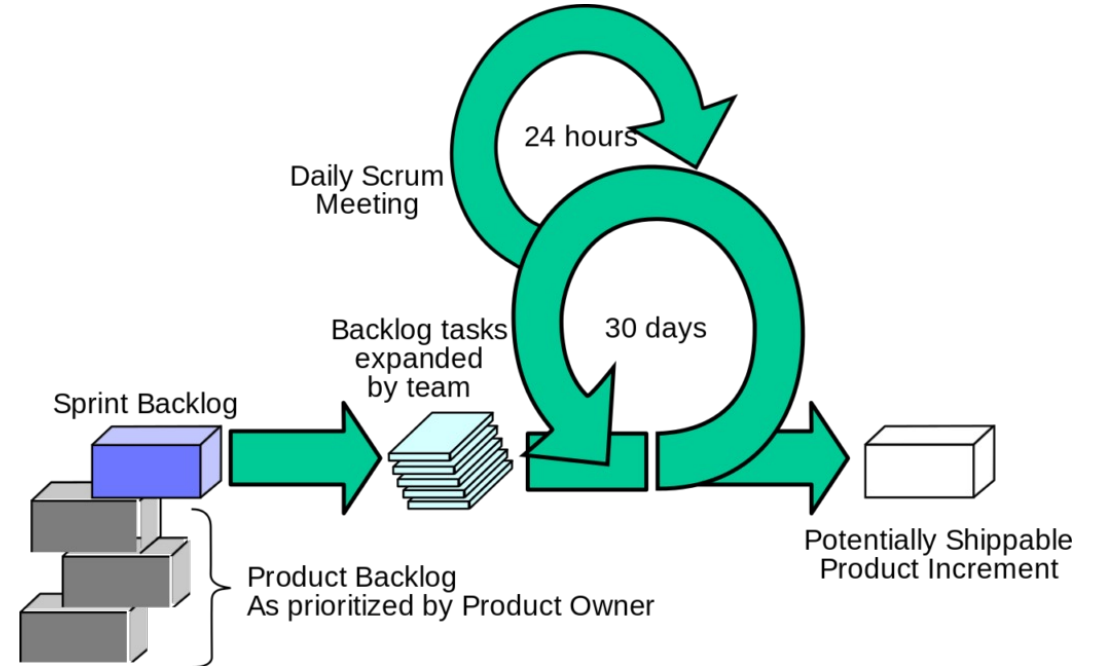 24 hours
Daily Scrum
Meeting
30 days
Backlog tasks
expanded
by team
Sprint Backlog
Potentially Shippable
Product Increment
Product Backlog
As prioritized by Product Owner